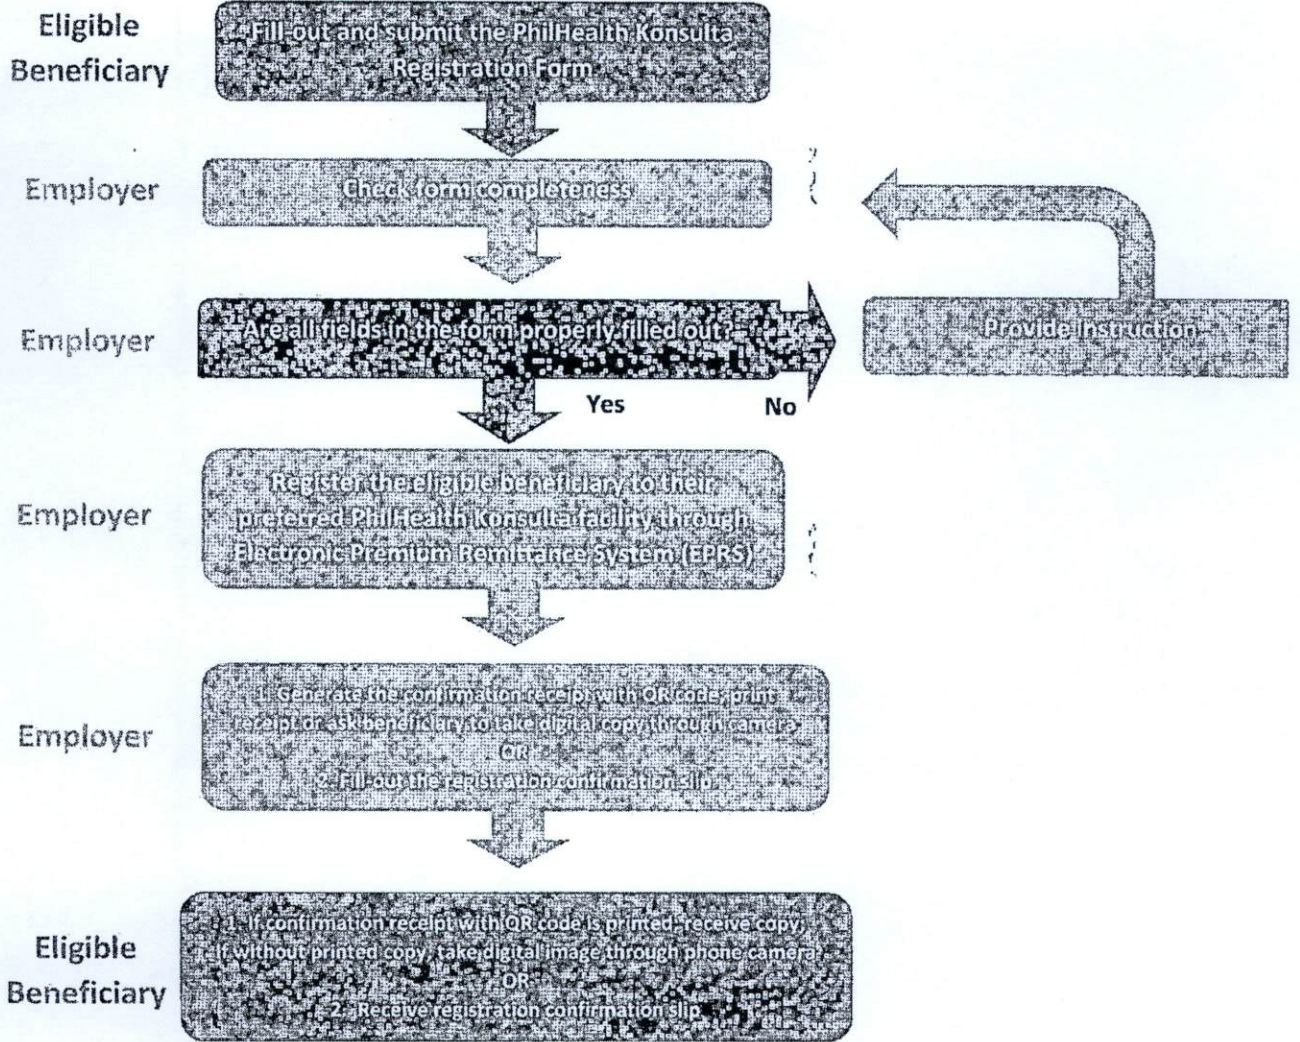 Eligible
Beneficiary
Fill-out and submit the PhilHealth Konsulta
Registration Form
Employer
Check form completeness
Employer
Are all fields in the form properly filled out?
Provide Instruction
Yes
No
Employer
Register the eligible beneficiary to their
preferred PhilHealth Konsulta facility through
Electronic Premium Remittance System (EPRS)
Employer
1. Generate the confirmation receipt with QR code, print
receipt or ask beneficiary to take digital copy through camera
OR
2. Fill-out the registration confirmation slip
Eligible
Beneficiary
1. If confirmation receipt with QR code is printed, receive copy,
if without printed copy, take digital image through phone camera
OR
2. Receive registration confirmation slip